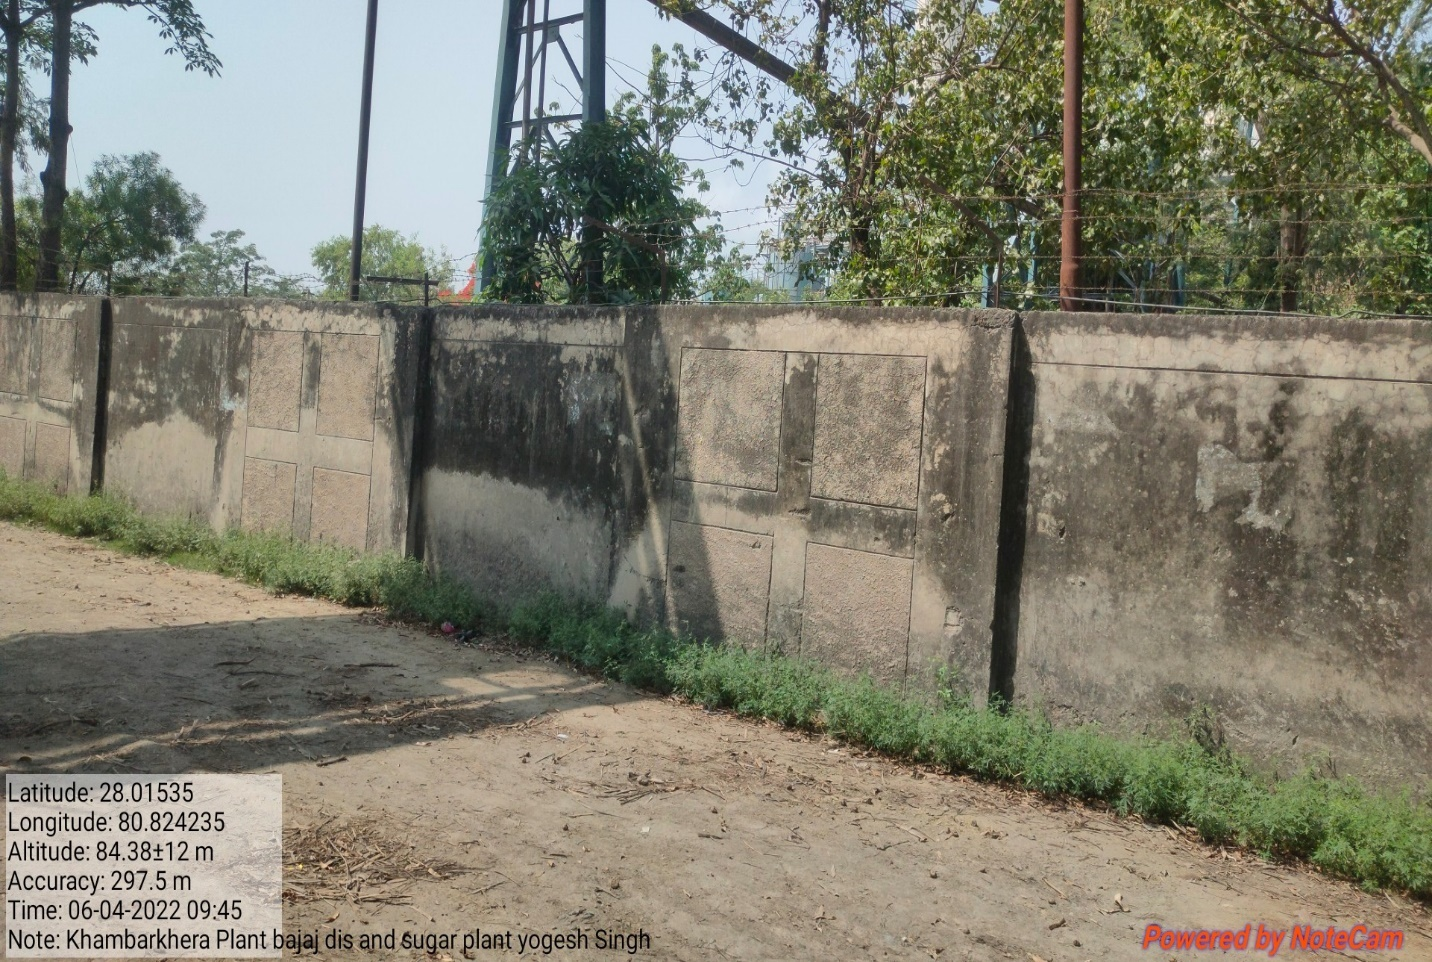 Latitude: 28.01535
Longitude: 80.824235
Altitude: 84.38±12 m
Accuracy: 297.5 m
Time: 06-04-2022 09:45
Note: Khambarkhera Plant bajaj dis and sugar plant yogesh Singh
Powered by NoteCam